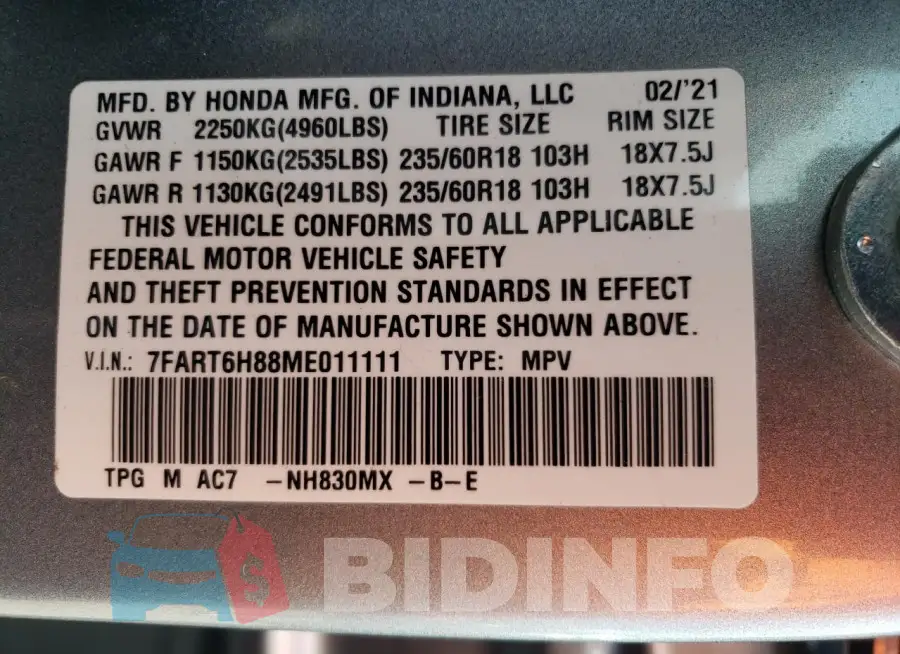 MFD. BY HONDA MFG. OF INDIANA, LLC 02/'21
GVWR 2250KG(4960LBS) TIRE SIZE RIM SIZE
GAWR F 1150KG(2535LBS) 235/60R18 103H 18X7.5J
GAWR R 1130KG(2491LBS) 235/60R18 103H 18X7.5J
THIS VEHICLE CONFORMS TO ALL APPLICABLE
FEDERAL MOTOR VEHICLE SAFETY
AND THEFT PREVENTION STANDARDS IN EFFECT
ON THE DATE OF MANUFACTURE SHOWN ABOVE.
V.I.N.: 7FART6H88ME011111 TYPE: MPV
TPG M AC7 -NH830MX -B-E
$ BIDINFO